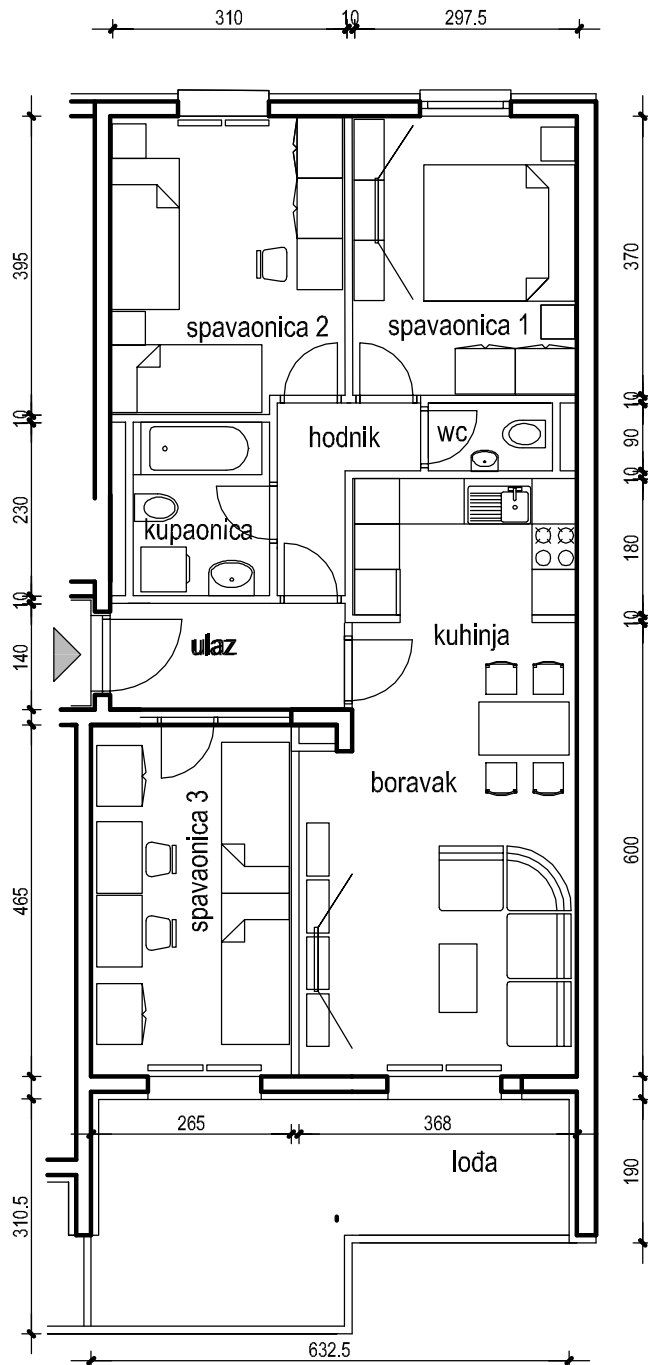 310
10
297.5
395
370
spavaonica 2
spavaonica 1
10
10
hodnik
wc
90
10
230
kupaonica
180
10
10
140
ulaz
kuhinja
boravak
spavaonica 3
465
600
265
368
lođa
190
310.5
632.5